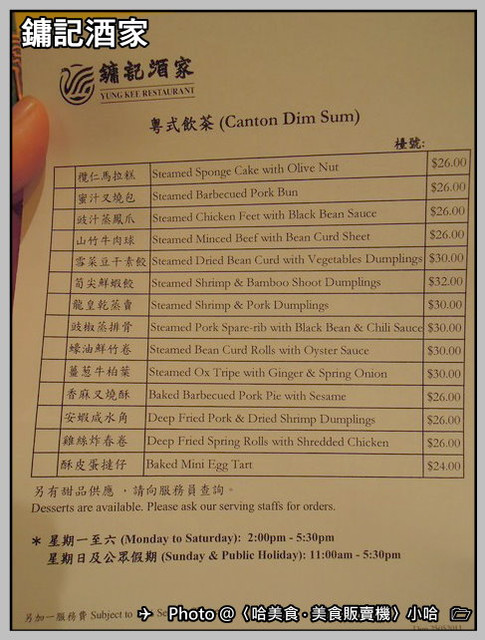 鏞記酒家
鏞記酒家
YUNG KEE RESTAURANT
粵式飲茶 (Canton Dim Sum)
檯號:
欖仁馬拉糕 Steamed Sponge Cake with Olive Nut $26.00
蜜汁叉燒包 Steamed Barbecued Pork Bun $26.00
豉汁蒸鳳爪 Steamed Chicken Feet with Black Bean Sauce $26.00
山竹牛肉球 Steamed Minced Beef with Bean Curd Sheet $26.00
雪菜豆干素餃 Steamed Dried Bean Curd with Vegetables Dumplings $30.00
筍尖鮮蝦餃 Steamed Shrimp & Bamboo Shoot Dumplings $32.00
龍皇乾蒸賣 Steamed Shrimp & Pork Dumplings $30.00
豉椒蒸排骨 Steamed Pork Spare-rib with Black Bean & Chili Sauce $30.00
蠔油鮮竹卷 Steamed Bean Curd Rolls with Oyster Sauce $30.00
薑葱牛柏葉 Steamed Ox Tripe with Ginger & Spring Onion $30.00
香麻叉燒酥 Baked Barbecued Pork Pie with Sesame $26.00
安蝦咸水角 Deep Fried Pork & Dried Shrimp Dumplings $26.00
雞絲炸春卷 Deep Fried Spring Rolls with Shredded Chicken $26.00
酥皮蛋撻仔 Baked Mini Egg Tart $24.00
另有甜品供應，請向服務員查詢。
Desserts are available. Please ask our serving staffs for orders.
* 星期一至六 (Monday to Saturday): 2:00pm - 5:30pm
星期日及公眾假期 (Sunday & Public Holiday): 11:00am - 5:30pm
另加一服務費 Subject to
Photo @〈哈美食‧美食販賣機〉小哈